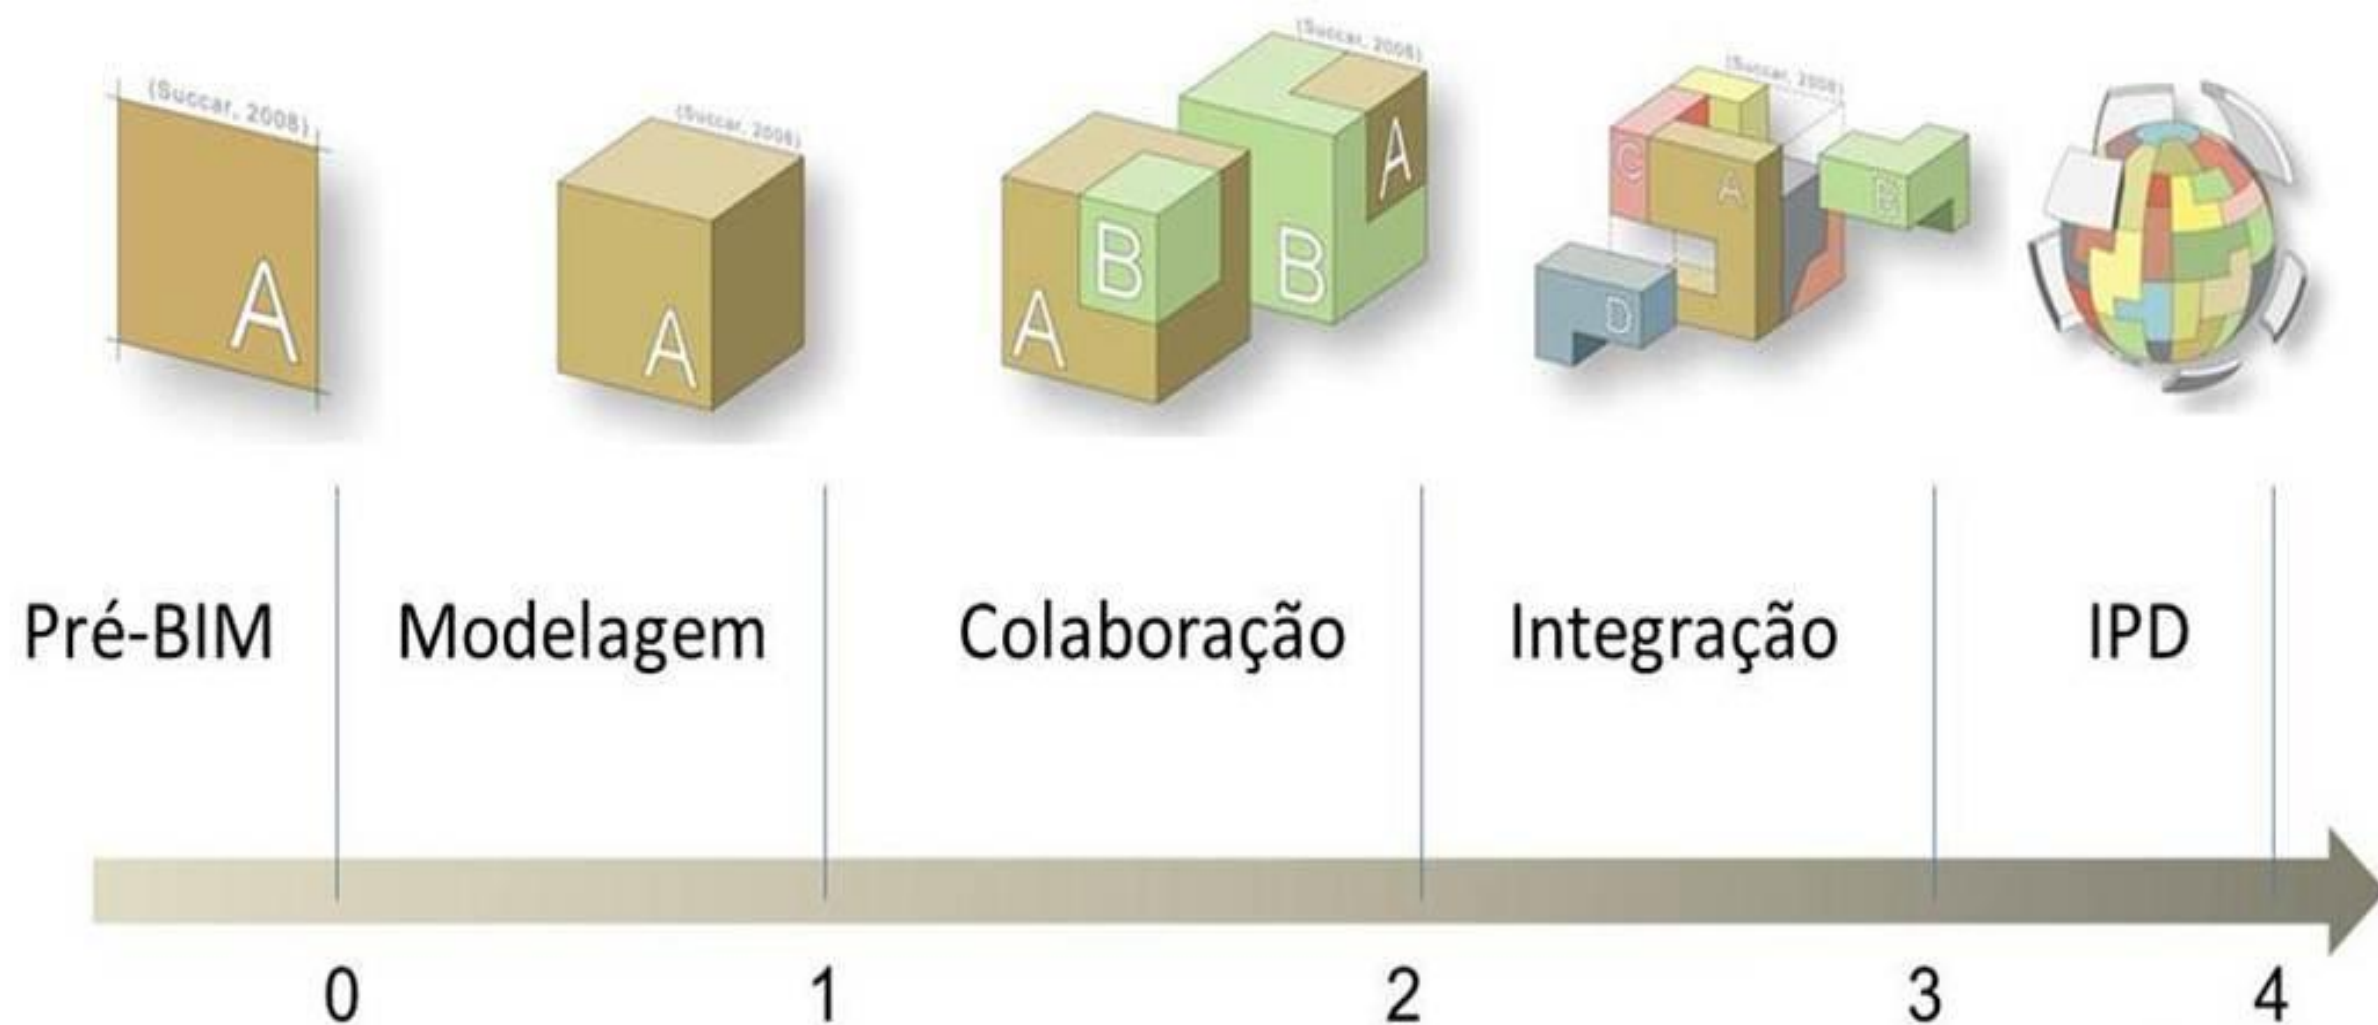 (Succar, 2008)
A
(Succar, 2008)
A
(Succar, 2008)
A
B
B
A
(Succar, 2008)
C
A
B
D
Pré-BIM
Modelagem
Colaboração
Integração
IPD
0
1
2
3
4